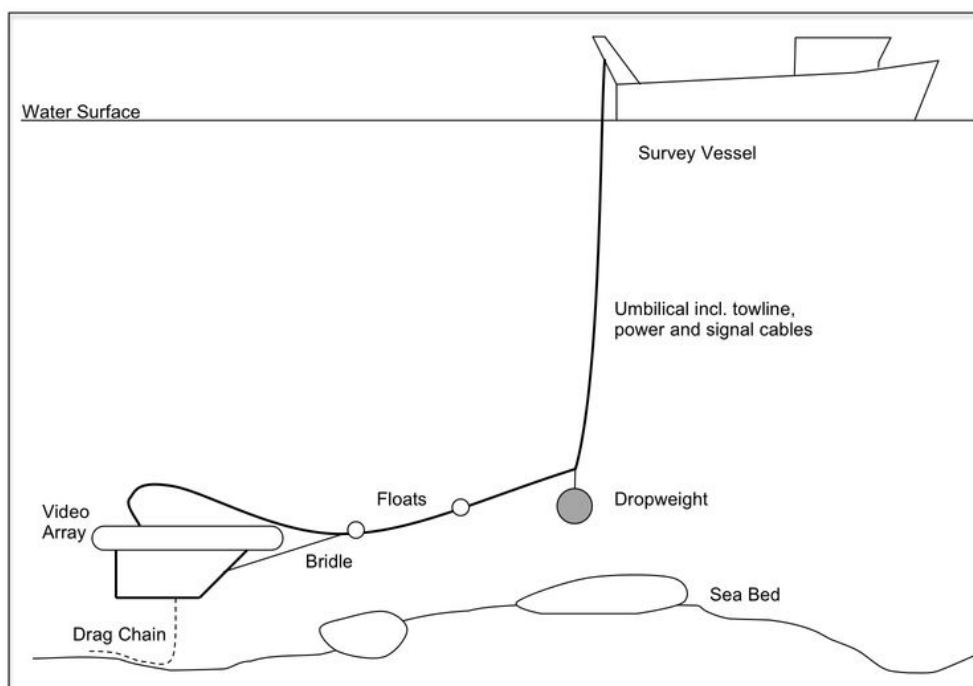 Water Surface
Survey Vessel
Umbilical incl. towline,
power and signal cables
Floats
Dropweight
Video
Array
Bridle
Sea Bed
Drag Chain